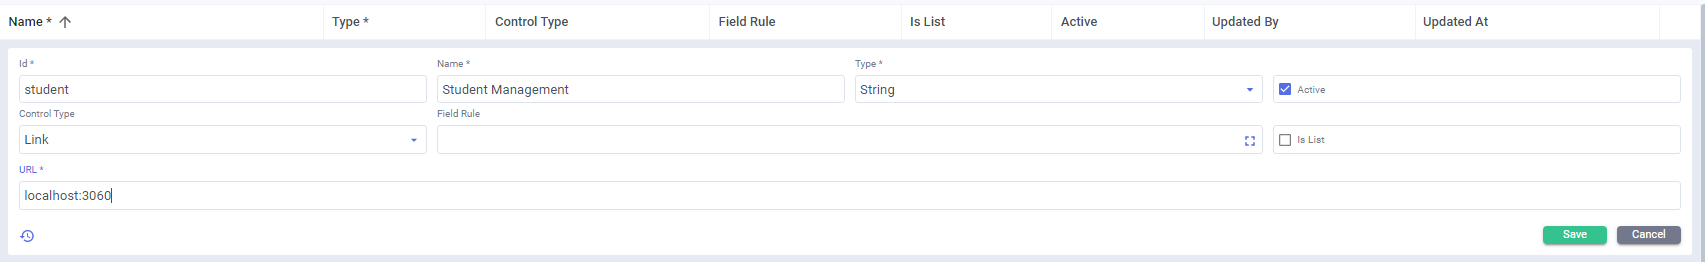 Name * Type * Control Type Field Rule Is List Active Updated By Updated At
Id * Name * Type *
student Student Management String Active
Control Type Field Rule
Link Is List
URL *
localhost:3060
Save Cancel